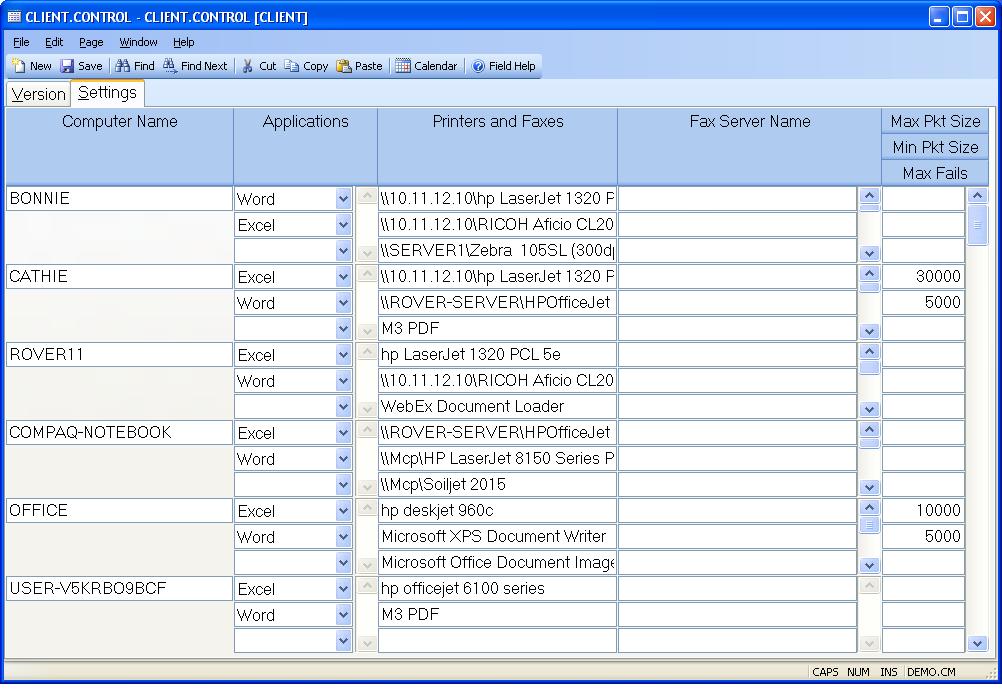 CLIENT.CONTROL - CLIENT.CONTROL [CLIENT]
File Edit Page Window Help
New Save Find Find Next Cut Copy Paste Calendar Field Help
Version Settings
Computer Name Applications Printers and Faxes Fax Server Name Max Pkt Size
Min Pkt Size
Max Fails
BONNIE Word \\10.11.12.10\hp LaserJet 1320 P
Excel \\10.11.12.10\RICOH Aficio CL20
\\SERVER1\Zebra 105SL (300dp
CATHIE Excel \\10.11.12.10\hp LaserJet 1320 P 30000
Word \\ROVER-SERVER\HPOfficeJet 5000
M3 PDF
ROVER11 Excel hp LaserJet 1320 PCL 5e
Word \\10.11.12.10\RICOH Aficio CL20
WebEx Document Loader
COMPAQ-NOTEBOOK Excel \\ROVER-SERVER\HPOfficeJet
Word \\Mcp\HP LaserJet 8150 Series P
\\Mcp\Soiljet 2015
OFFICE Excel hp deskjet 960c 10000
Word Microsoft XPS Document Writer 5000
Microsoft Office Document Image
USER-V5KRBO9BCF Excel hp officejet 6100 series
Word M3 PDF
CAPS NUM INS DEMO.CM